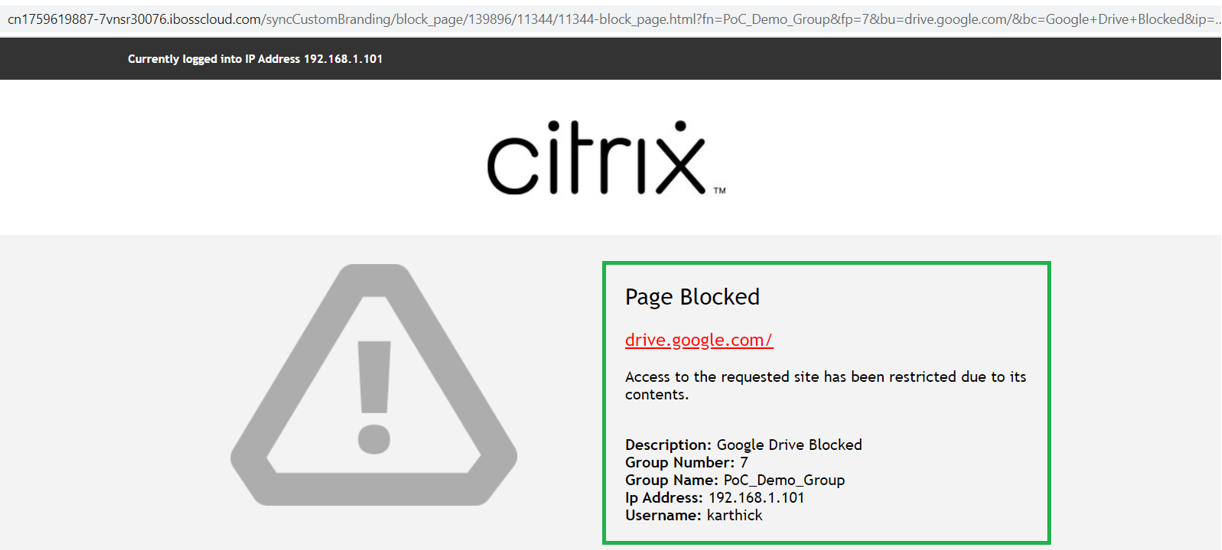 cn1759619887-7vnsr30076.ibosscloud.com/syncCustomBranding/block_page/139896/11344/11344-block_page.html?fn=PoC_Demo_Group&fp=7&bu=drive.google.com/&bc=Google+Drive+Blocked&ip=...
Currently logged into IP Address 192.168.1.101
citrix™
Page Blocked
drive.google.com/
Access to the requested site has been restricted due to its
contents.
Description: Google Drive Blocked
Group Number: 7
Group Name: PoC_Demo_Group
Ip Address: 192.168.1.101
Username: karthick